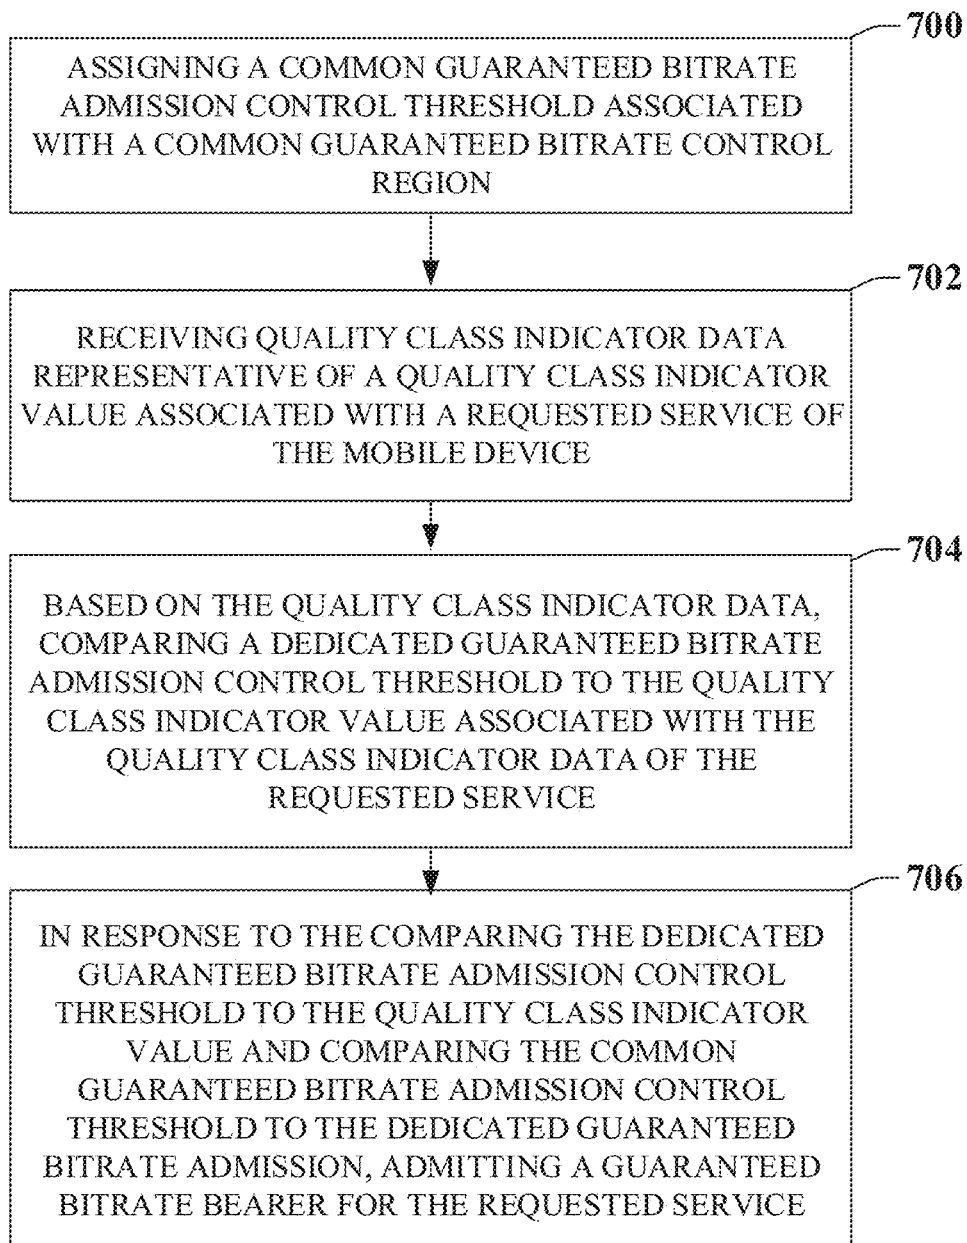 700
ASSIGNING A COMMON GUARANTEED BITRATE
ADMISSION CONTROL THRESHOLD ASSOCIATED
WITH A COMMON GUARANTEED BITRATE CONTROL
REGION
702
RECEIVING QUALITY CLASS INDICATOR DATA
REPRESENTATIVE OF A QUALITY CLASS INDICATOR
VALUE ASSOCIATED WITH A REQUESTED SERVICE OF
THE MOBILE DEVICE
704
BASED ON THE QUALITY CLASS INDICATOR DATA,
COMPARING A DEDICATED GUARANTEED BITRATE
ADMISSION CONTROL THRESHOLD TO THE QUALITY
CLASS INDICATOR VALUE ASSOCIATED WITH THE
QUALITY CLASS INDICATOR DATA OF THE
REQUESTED SERVICE
706
IN RESPONSE TO THE COMPARING THE DEDICATED
GUARANTEED BITRATE ADMISSION CONTROL
THRESHOLD TO THE QUALITY CLASS INDICATOR
VALUE AND COMPARING THE COMMON
GUARANTEED BITRATE ADMISSION CONTROL
THRESHOLD TO THE DEDICATED GUARANTEED
BITRATE ADMISSION, ADMITTING A GUARANTEED
BITRATE BEARER FOR THE REQUESTED SERVICE